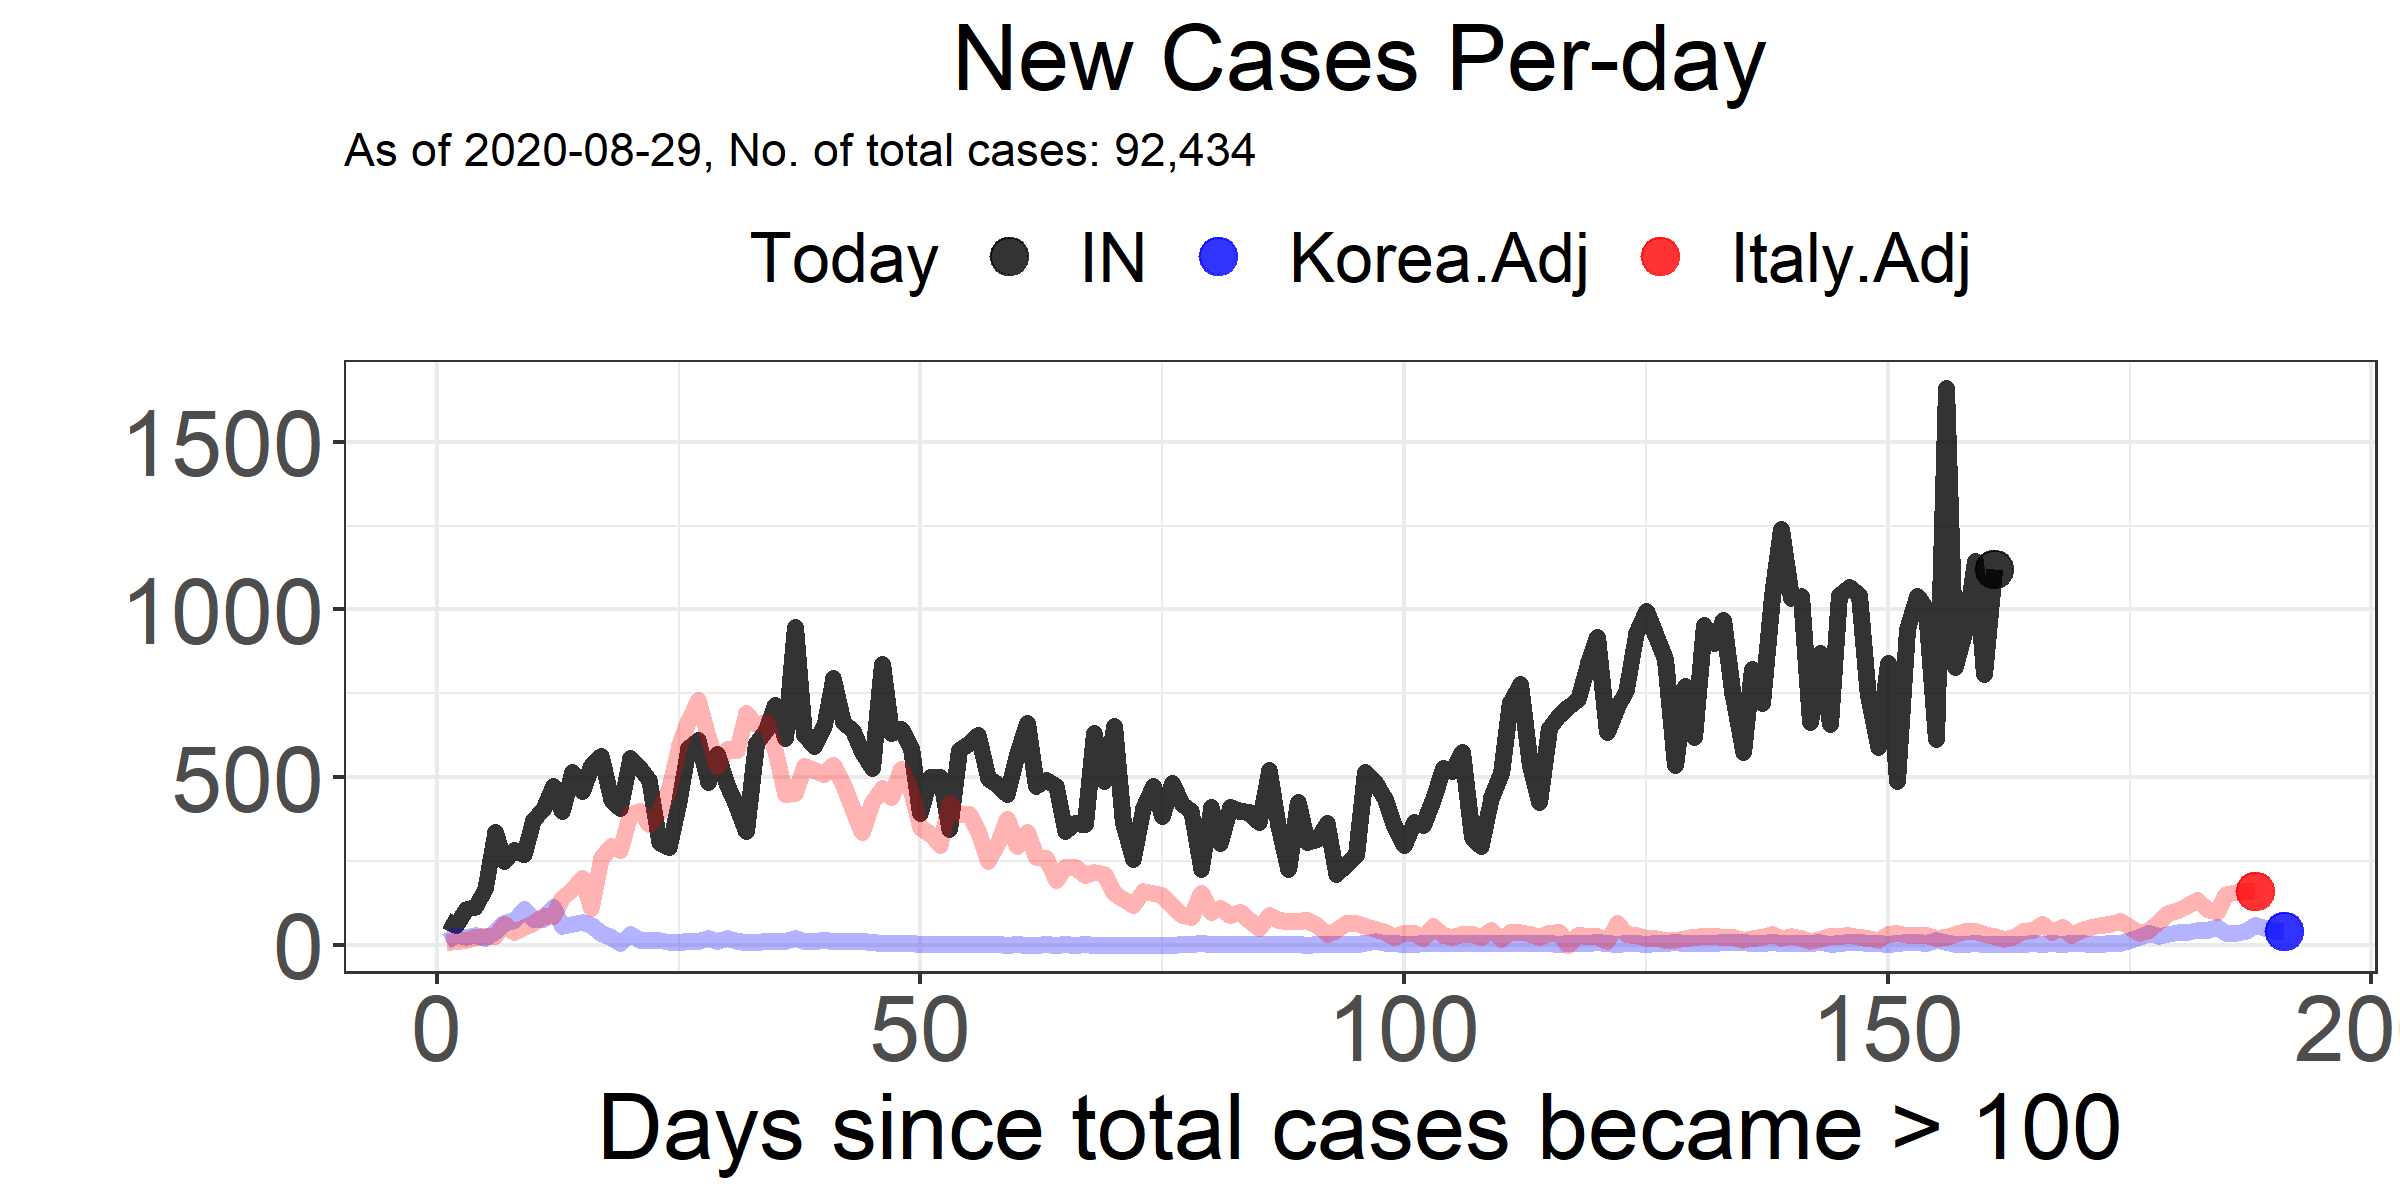 New Cases Per-day
As of 2020-08-29, No. of total cases: 92,434
Today IN Korea.Adj Italy.Adj
1500
1000
500
0
0 50 100 150 20
Days since total cases became > 100